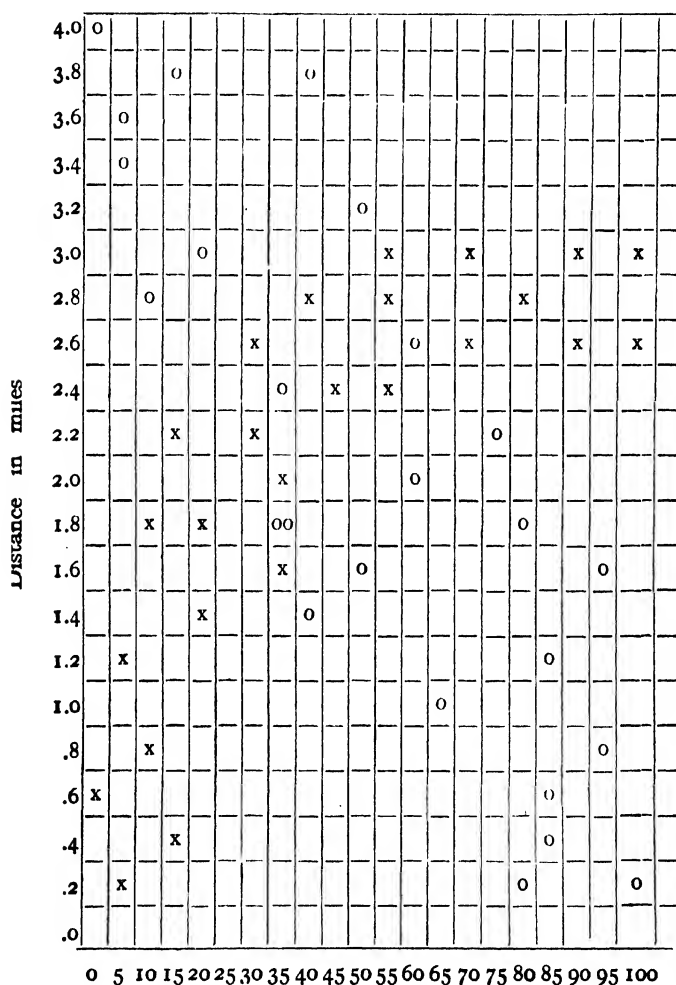 4.0 o
3.8 o o
3.6 o
3.4 o
3.2 o
3.0 o x x x x
2.8 o x x x
2.6 x o x x x
2.4 o x x
2.2 x x o
2.0 x o
1.8 x x oo o
1.6 x o o
1.4 x o
1.2 x o
1.0 o
.8 x o
.6 x o
.4 x o
.2 x o o
.0
Distance in miles
0 5 10 15 20 25 30 35 40 45 50 55 60 65 70 75 80 85 90 95 100